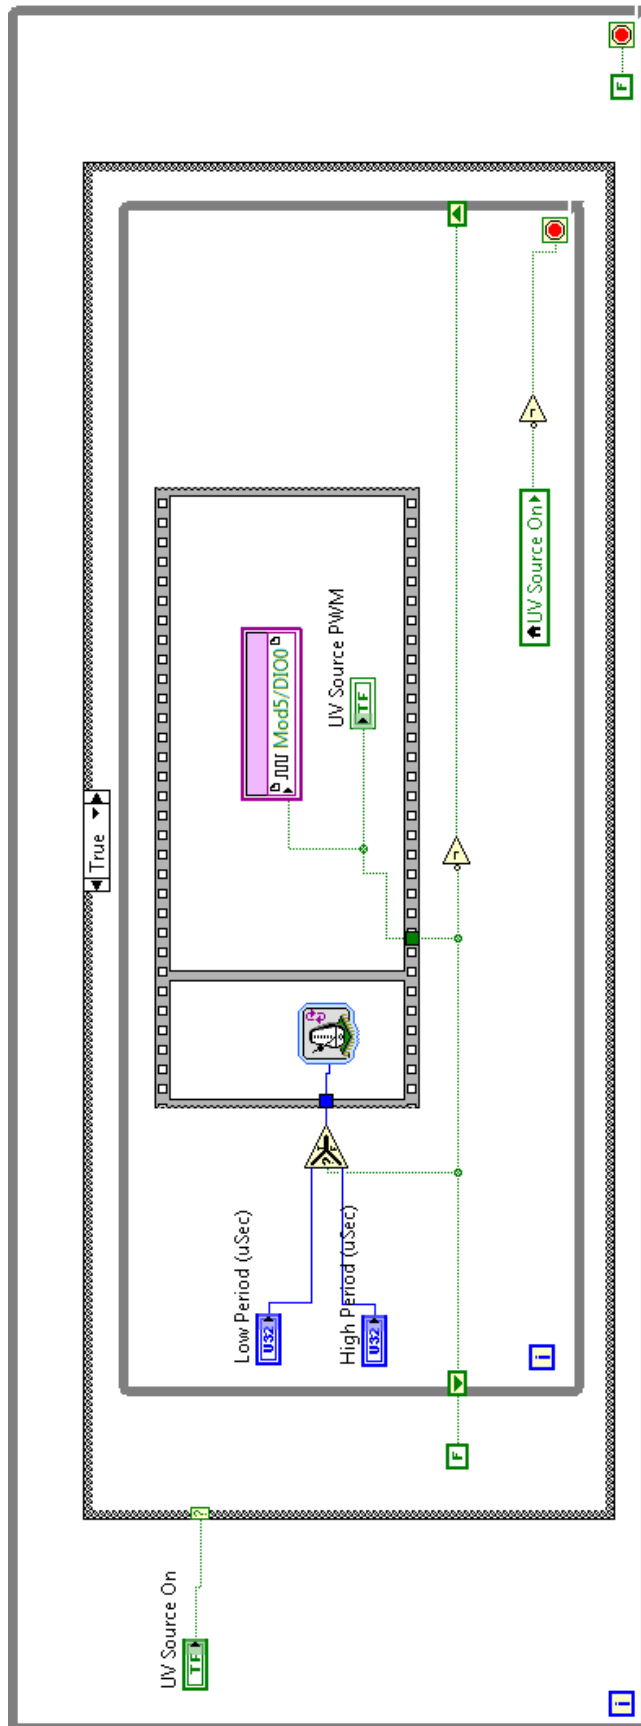 UV Source On
TF
?
True
F
Low Period (uSec)
U32
High Period (uSec)
U32
Mod5/DIO0
UV Source PWM
TF
UV Source On
i
F
i